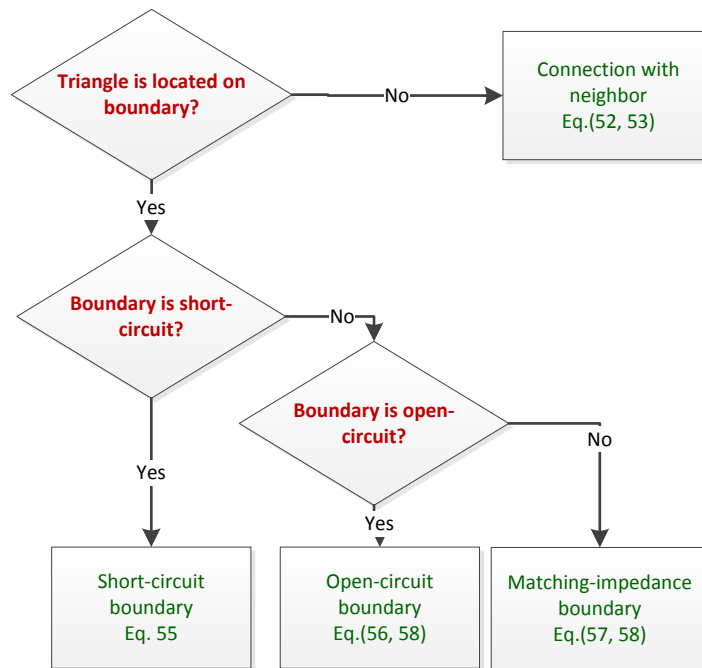 Triangle is located on
boundary?
No
Connection with
neighbor
Eq.(52, 53)
Yes
Boundary is short-
circuit?
No
Boundary is open-
circuit?
No
Yes
Yes
Short-circuit
boundary
Eq. 55
Open-circuit
boundary
Eq.(56, 58)
Matching-impedance
boundary
Eq.(57, 58)